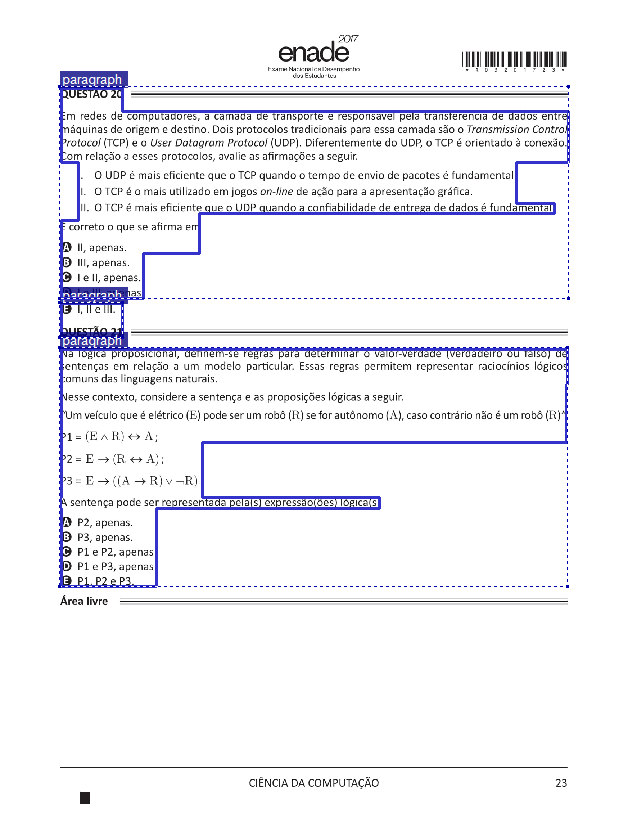 2017
enade
Exame Nacional de Desempenho
dos Estudantes
*R0320172 3*
paragraph
QUESTÃO 20
Em redes de computadores, a camada de transporte é responsável pela transferência de dados entre
máquinas de origem e destino. Dois protocolos tradicionais para essa camada são o Transmission Control
Protocol (TCP) e o User Datagram Protocol (UDP). Diferentemente do UDP, o TCP é orientado à conexão.
Com relação a esses protocolos, avalie as afirmações a seguir.
I. O UDP é mais eficiente que o TCP quando o tempo de envio de pacotes é fundamental.
II. O TCP é o mais utilizado em jogos on-line de ação para a apresentação gráfica.
III. O TCP é mais eficiente que o UDP quando a confiabilidade de entrega de dados é fundamental.
É correto o que se afirma em
A II, apenas.
B III, apenas.
C I e II, apenas.
paragraph
E I, II e III.
QUESTÃO 21
paragraph
Na lógica proposicional, definem-se regras para determinar o valor-verdade (verdadeiro ou falso) de
sentenças em relação a um modelo particular. Essas regras permitem representar raciocínios lógicos
comuns das linguagens naturais.
Nesse contexto, considere a sentença e as proposições lógicas a seguir.
"Um veículo que é elétrico (E) pode ser um robô (R) se for autônomo (A), caso contrário não é um robô (R)"
P1 = (E ∧ R) ↔ A;
P2 = E → (R ↔ A);
P3 = E → ((A → R) ∨ ¬R)
A sentença pode ser representada pela(s) expressão(ões) lógica(s)
A P2, apenas.
B P3, apenas.
C P1 e P2, apenas
D P1 e P3, apenas
E P1, P2 e P3.
Área livre
CIÊNCIA DA COMPUTAÇÃO 23